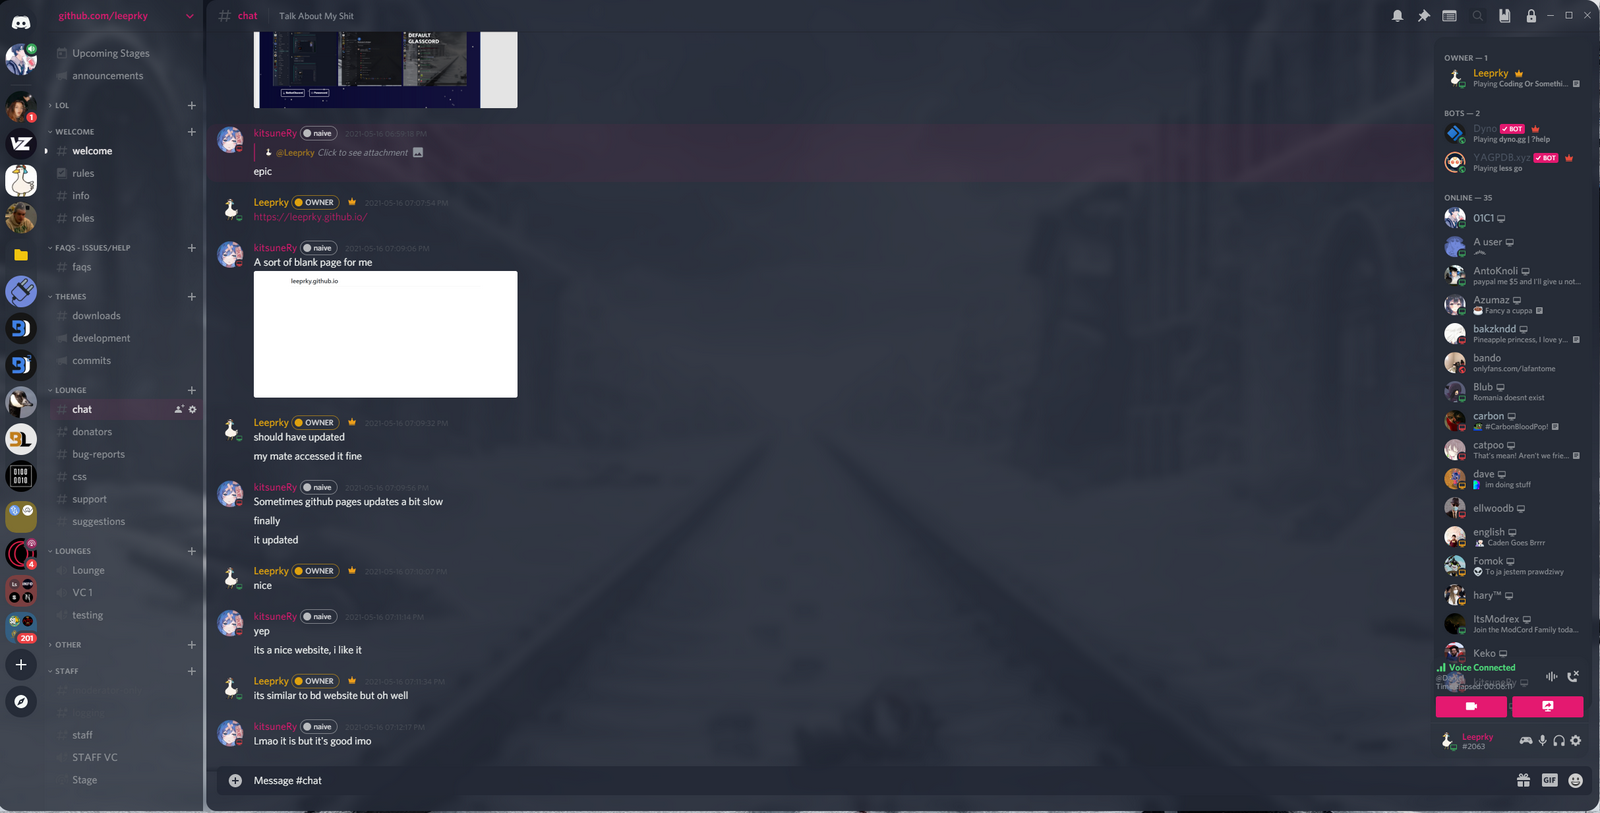 github.com/leeprky
Upcoming Stages
announcements
LOL
WELCOME
welcome
rules
info
roles
FAQS - ISSUES/HELP
faqs
THEMES
downloads
development
commits
LOUNGE
chat
donators
bug-reports
css
support
suggestions
LOUNGES
Lounge
VC 1
testing
OTHER
STAFF
staff
STAFF VC
Stage
1
4
201
chat
Talk About My Shit
DEFAULT
GLASSCORD
kitsuneRy naive 2021-05-16 06:59:18 PM
@Leeprky Click to see attachment
epic
Leeprky OWNER 2021-05-16 07:07:54 PM
https://leeprky.github.io/
kitsuneRy naive 2021-05-16 07:09:06 PM
A sort of blank page for me
leeprky.github.io
Leeprky OWNER 2021-05-16 07:09:32 PM
should have updated
my mate accessed it fine
kitsuneRy naive 2021-05-16 07:09:56 PM
Sometimes github pages updates a bit slow
finally
it updated
Leeprky OWNER 2021-05-16 07:10:07 PM
nice
kitsuneRy naive 2021-05-16 07:11:14 PM
yep
its a nice website, i like it
Leeprky OWNER 2021-05-16 07:11:34 PM
its similar to bd website but oh well
kitsuneRy naive 2021-05-16 07:12:17 PM
Lmao it is but it's good imo
Message #chat
GIF
OWNER — 1
Leeprky
Playing Coding Or Somethi...
BOTS — 2
Dyno BOT
Playing dyno.gg | ?help
YAGPDB.xyz BOT
Playing less go
ONLINE — 35
01C1
A user
AntoKnoli
paypal me $5 and I'll give u not...
Azumaz
Fancy a cuppa
bakzkndd
Pineapple princess, I love y...
bando
onlyfans.com/lafantome
Blub
Romania doesnt exist
carbon
#CarbonBloodPop!
catpoo
That's mean! Aren't we frie...
dave
im doing stuff
ellwoodb
english
Caden Goes Brrrr
Fomok
To ja jestem prawdziwy
hary™
ItsModrex
Join the ModCord Family toda...
Keko
Voice Connected
kitsuneRy
Time elapsed: 00:06:11
Leeprky
#2063